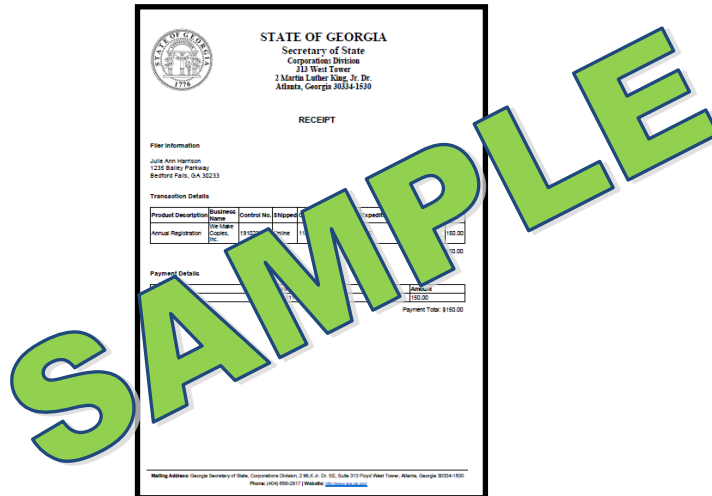 STATE OF GEORGIA
1776
STATE OF GEORGIA
Secretary of State
Corporations Division
313 West Tower
2 Martin Luther King, Jr. Dr.
Atlanta, Georgia 30334-1530
RECEIPT
Filer Information
Julie Ann Harrison
1235 Bailey Parkway
Bedford Falls, GA 30233
Transaction Details
Product Description Business Name Control No. Shipped
Annual Registration We Make Copies, Inc. 150.00
Payment Details
Amount
150.00
Payment Total: $150.00
SAMPLE
Mailing Address: Georgia Secretary of State, Corporations Division, 2 MLK Jr. Dr. SE, Suite 313 Floyd West Tower, Atlanta, Georgia 30334-1530
Phone: (404) 656-2817 | Website: